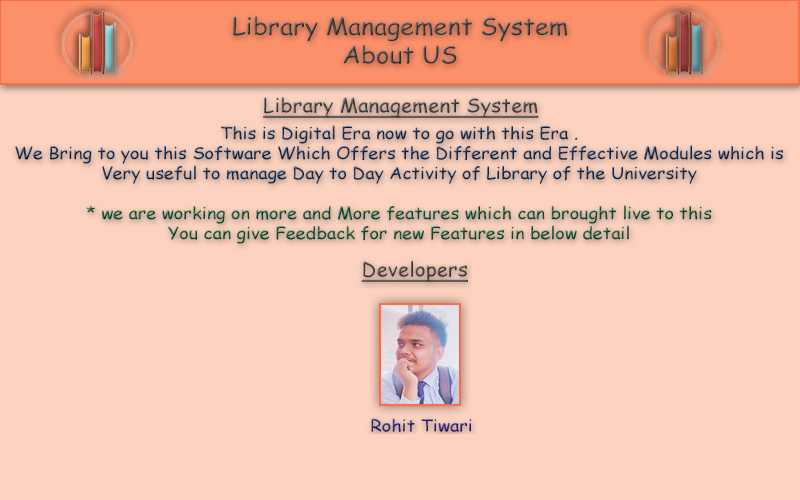 Library Management System
About US
Library Management System
This is Digital Era now to go with this Era .
We Bring to you this Software Which Offers the Different and Effective Modules which is
Very useful to manage Day to Day Activity of Library of the University
* we are working on more and More features which can brought live to this
You can give Feedback for new Features in below detail
Developers
Rohit Tiwari